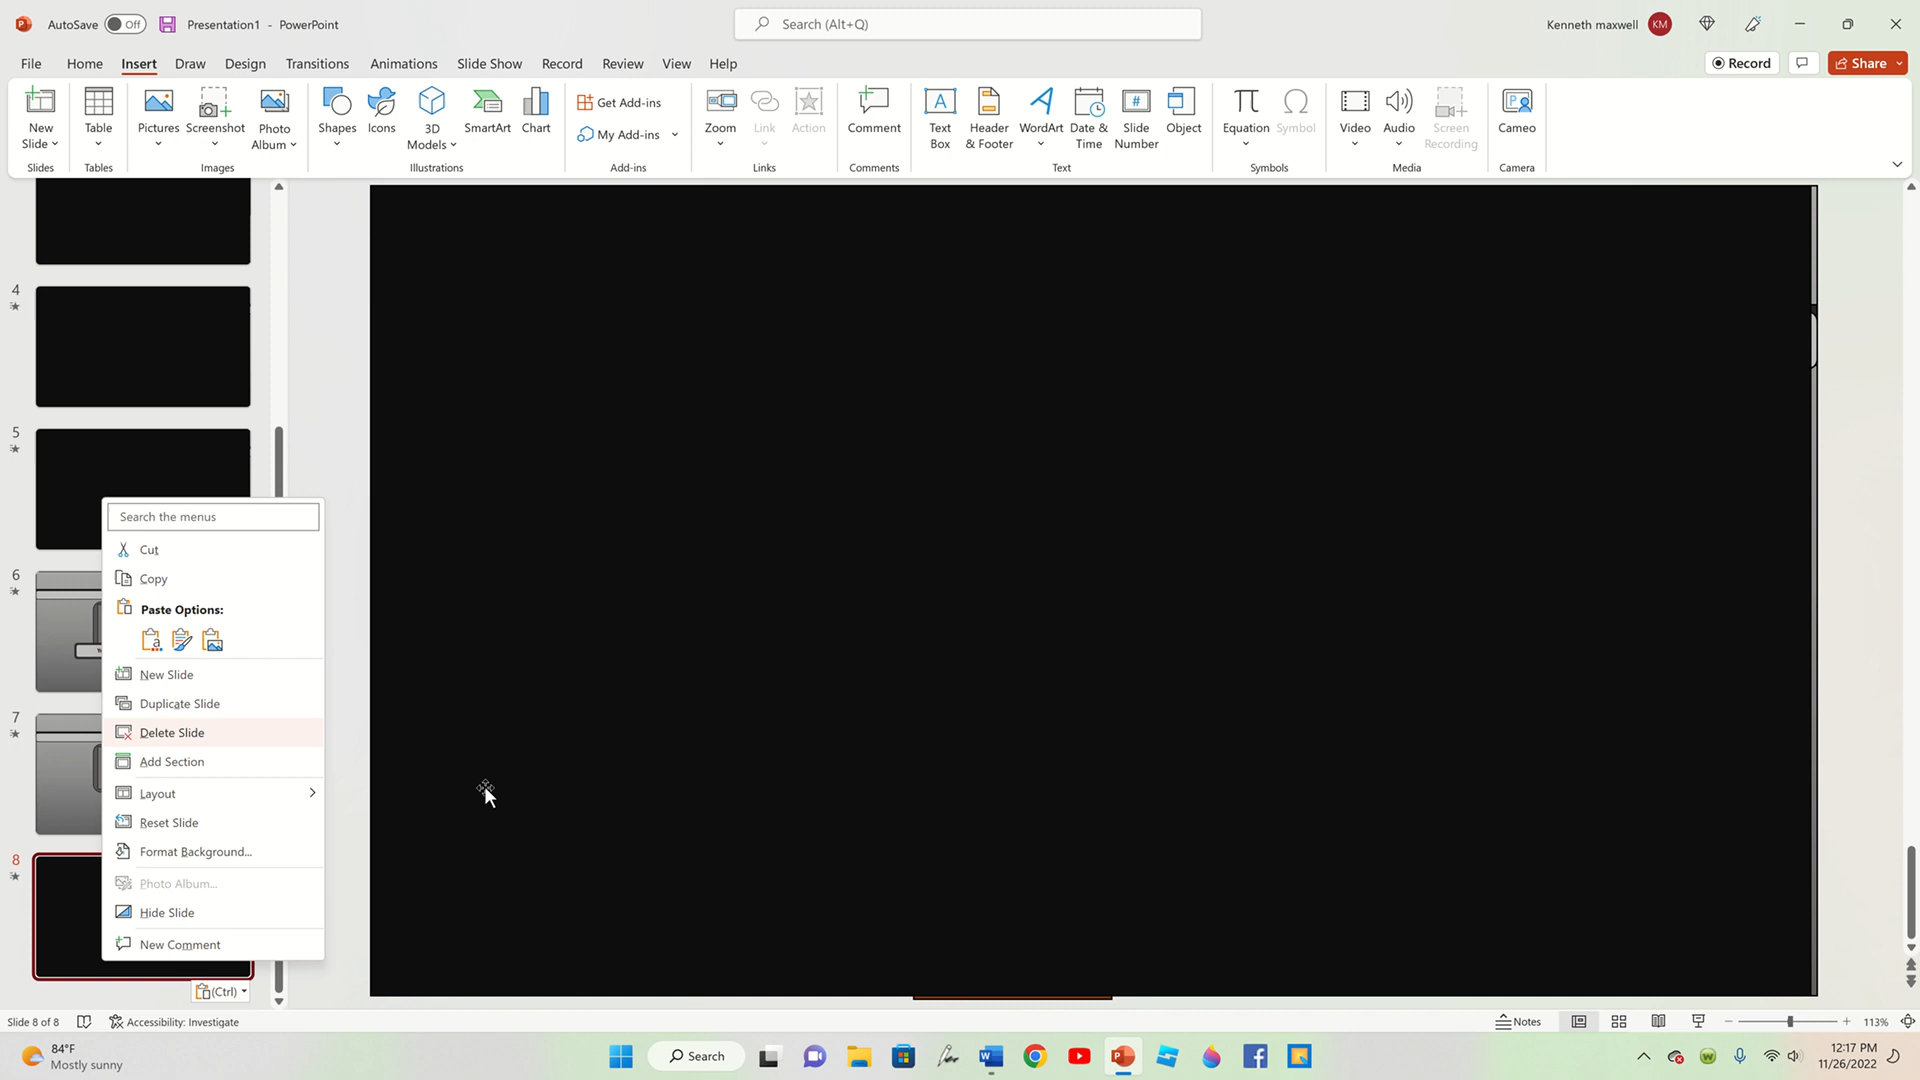 AutoSave Off Presentation1 - PowerPoint
Search (Alt+Q)
Kenneth maxwell KM
File Home Insert Draw Design Transitions Animations Slide Show Record Review View Help
Record Share
New Slide
Slides
Table
Tables
Pictures
Screenshot
Photo Album
Images
Shapes
Icons
3D Models
SmartArt
Chart
Illustrations
Get Add-ins
My Add-ins
Add-ins
Zoom
Link
Action
Links
Comment
Comments
Text Box
Header & Footer
WordArt
Date & Time
Slide Number
Object
Text
Equation
Symbol
Symbols
Video
Audio
Screen Recording
Media
Cameo
Camera
4
5
6
7
8
Search the menus
Cut
Copy
Paste Options:
New Slide
Duplicate Slide
Delete Slide
Add Section
Layout
Reset Slide
Format Background...
Photo Album...
Hide Slide
New Comment
(Ctrl)
Slide 8 of 8
Accessibility: Investigate
Notes
113%
84°F
Mostly sunny
Search
12:17 PM
11/26/2022